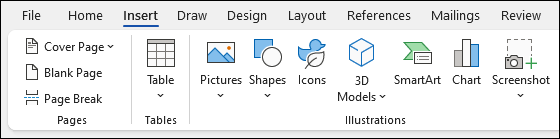 File Home Insert Draw Design Layout References Mailings Review
Cover Page
Blank Page
Page Break
Pages
Table
Tables
Pictures Shapes Icons 3D Models SmartArt Chart Screenshot
Illustrations